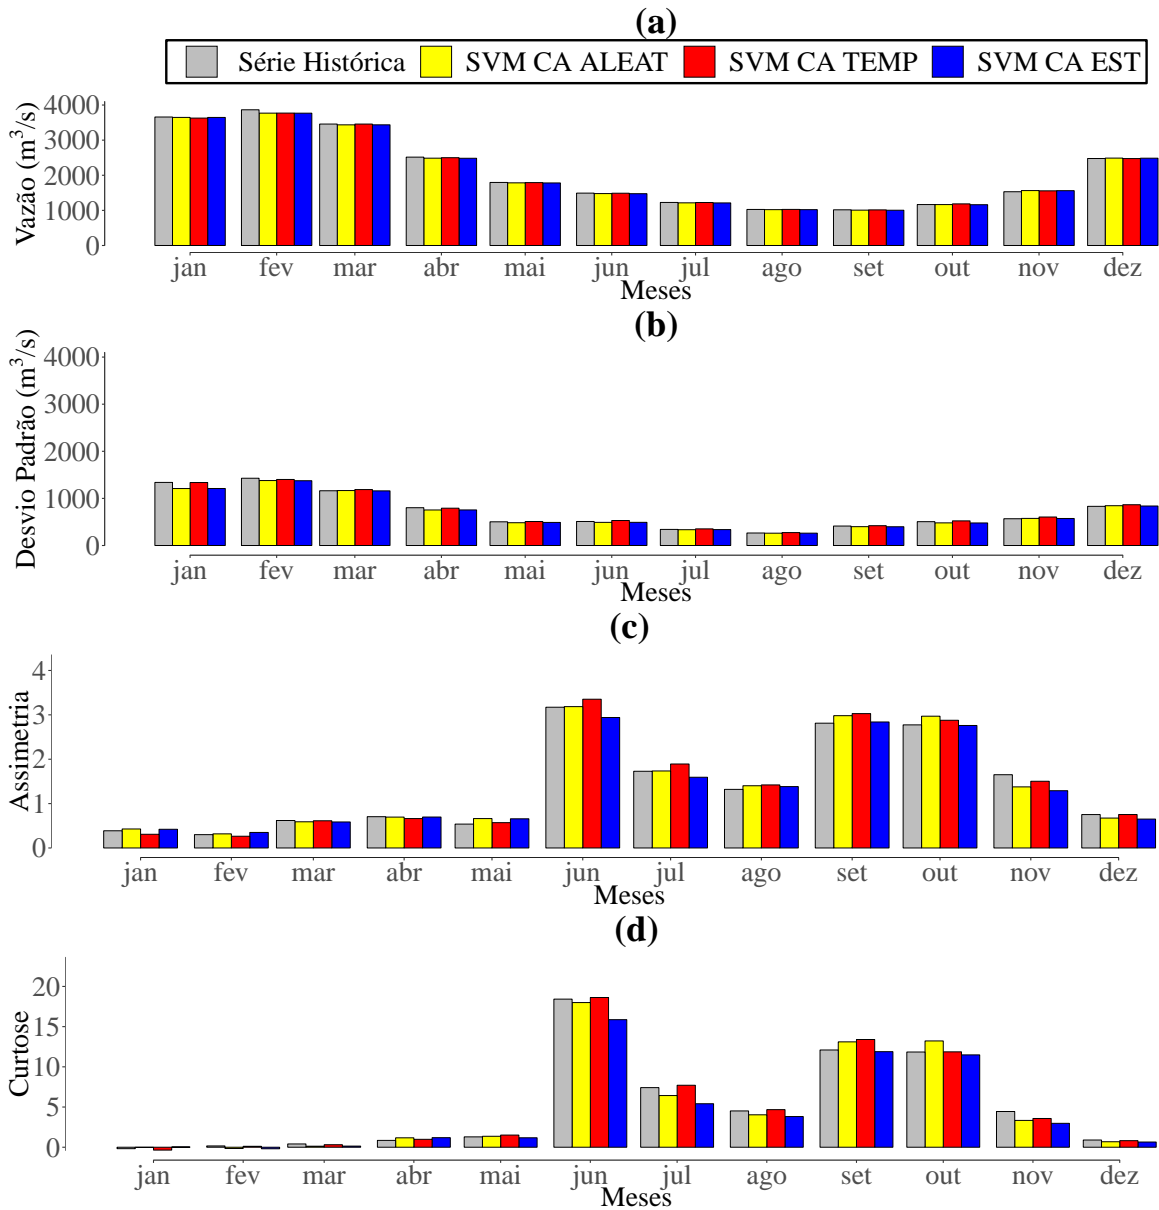 (a)
Série Histórica SVM CA ALEAT SVM CA TEMP SVM CA EST
Vazão (m³/s)
4000
3000
2000
1000
0
jan fev mar abr mai jun jul ago set out nov dez
Meses
(b)
Desvio Padrão (m³/s)
4000
3000
2000
1000
0
jan fev mar abr mai jun jul ago set out nov dez
Meses
(c)
Assimetria
4
3
2
1
0
jan fev mar abr mai jun jul ago set out nov dez
Meses
(d)
Curtose
20
15
10
5
0
jan fev mar abr mai jun jul ago set out nov dez
Meses